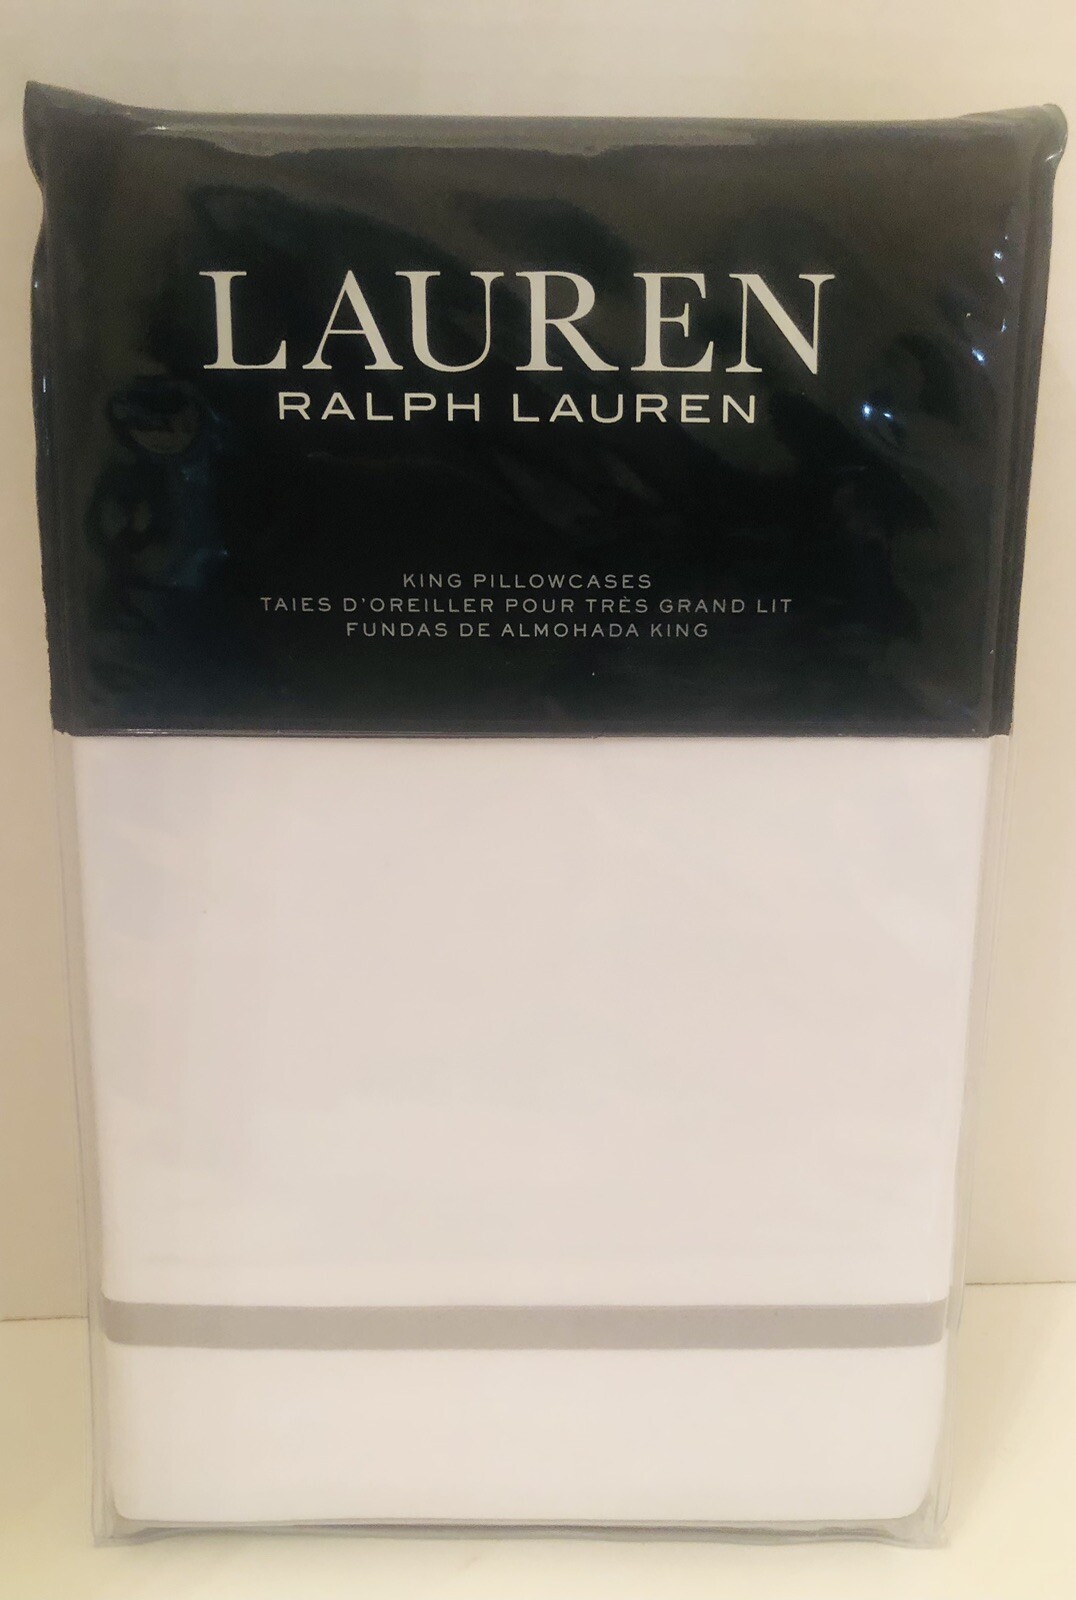 LAUREN
RALPH LAUREN
KING PILLOWCASES
TAIES D'OREILLER POUR TRÈS GRAND LIT
FUNDAS DE ALMOHADA KING